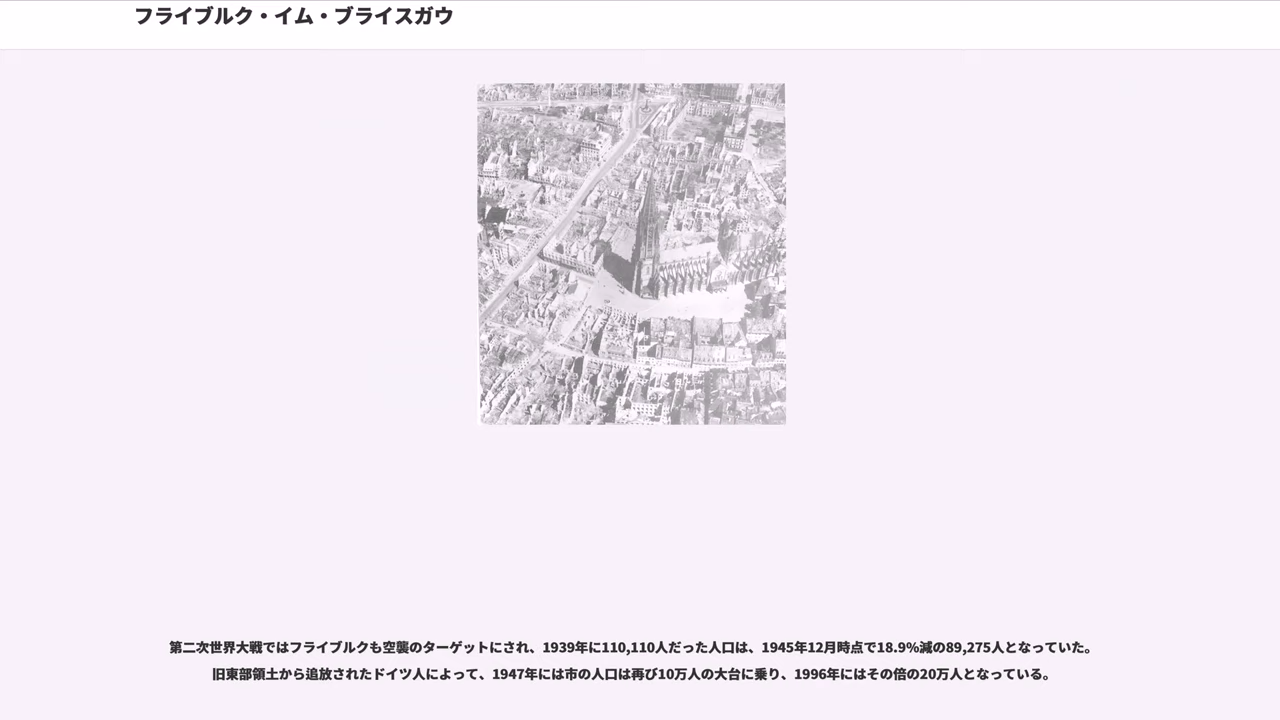 フライブルク・イム・ブライスガウ
第二次世界大戦ではフライブルクも空襲のターゲットにされ、1939年に110,110人だった人口は、1945年12月時点で18.9%減の89,275人となっていた。
旧東部領土から追放されたドイツ人によって、1947年には市の人口は再び10万人の大台に乗り、1996年にはその倍の20万人となっている。